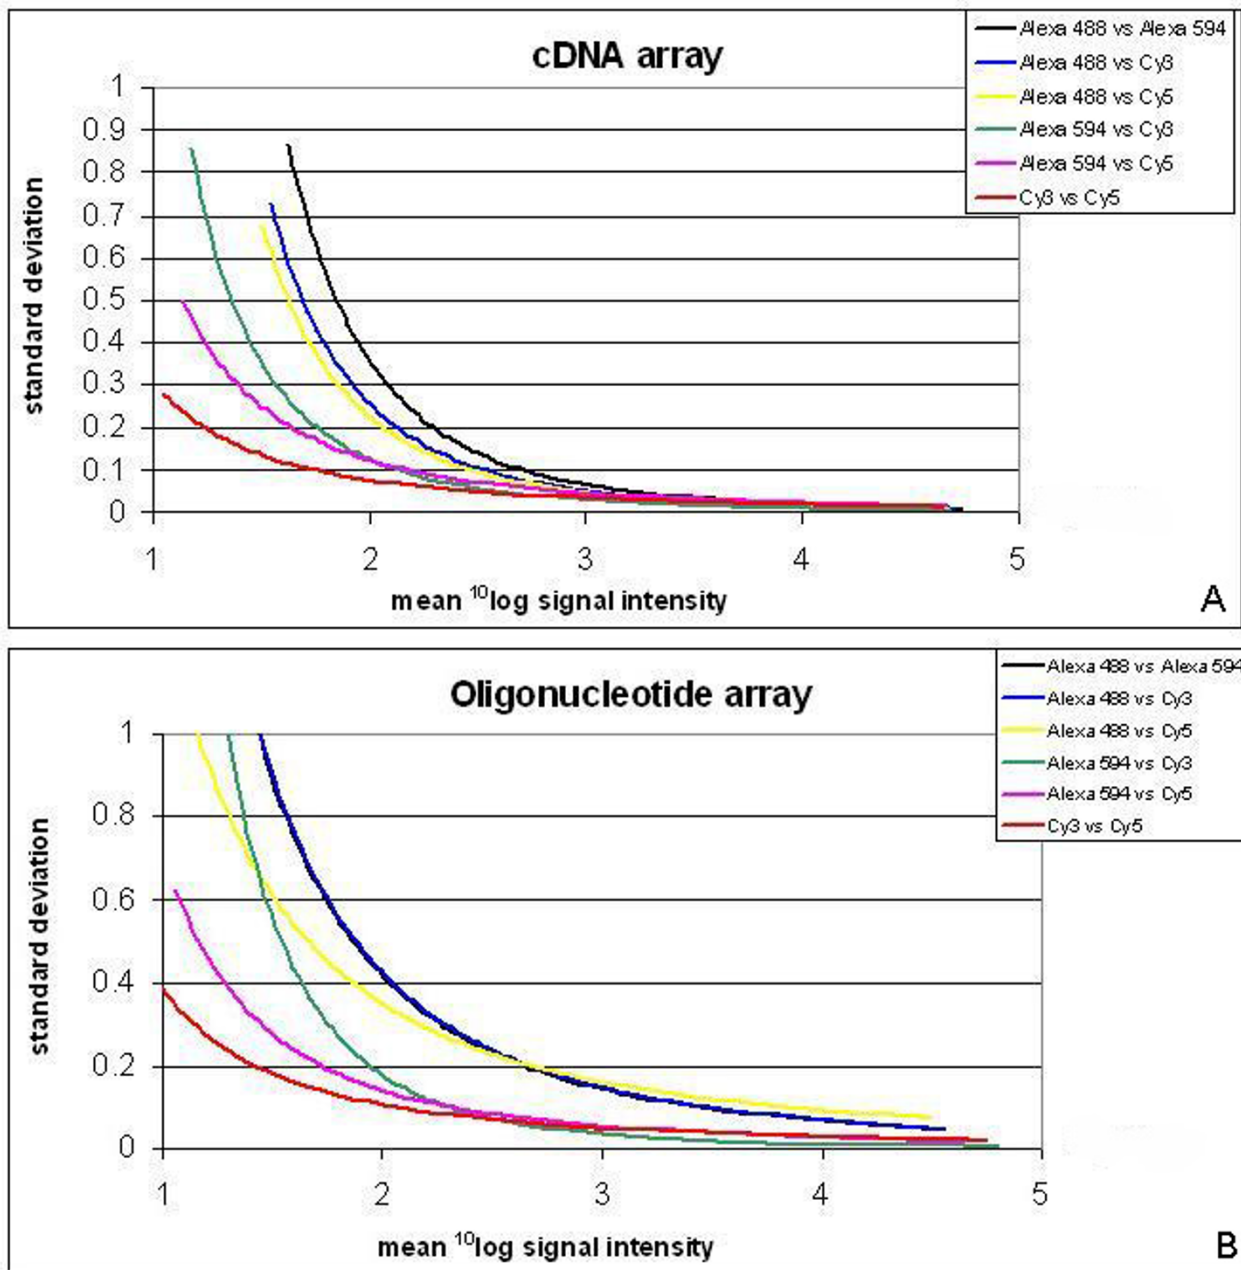 cDNA array
Alexa 488 vs Alexa 594
Alexa 488 vs Cy3
Alexa 488 vs Cy5
Alexa 594 vs Cy3
Alexa 594 vs Cy5
Cy3 vs Cy5
standard deviation
1
0.9
0.8
0.7
0.6
0.5
0.4
0.3
0.2
0.1
0
1 2 3 4 5
mean ¹⁰log signal intensity
A
Oligonucleotide array
Alexa 488 vs Alexa 594
Alexa 488 vs Cy3
Alexa 488 vs Cy5
Alexa 594 vs Cy3
Alexa 594 vs Cy5
Cy3 vs Cy5
standard deviation
1
0.8
0.6
0.4
0.2
0
1 2 3 4 5
mean ¹⁰log signal intensity
B